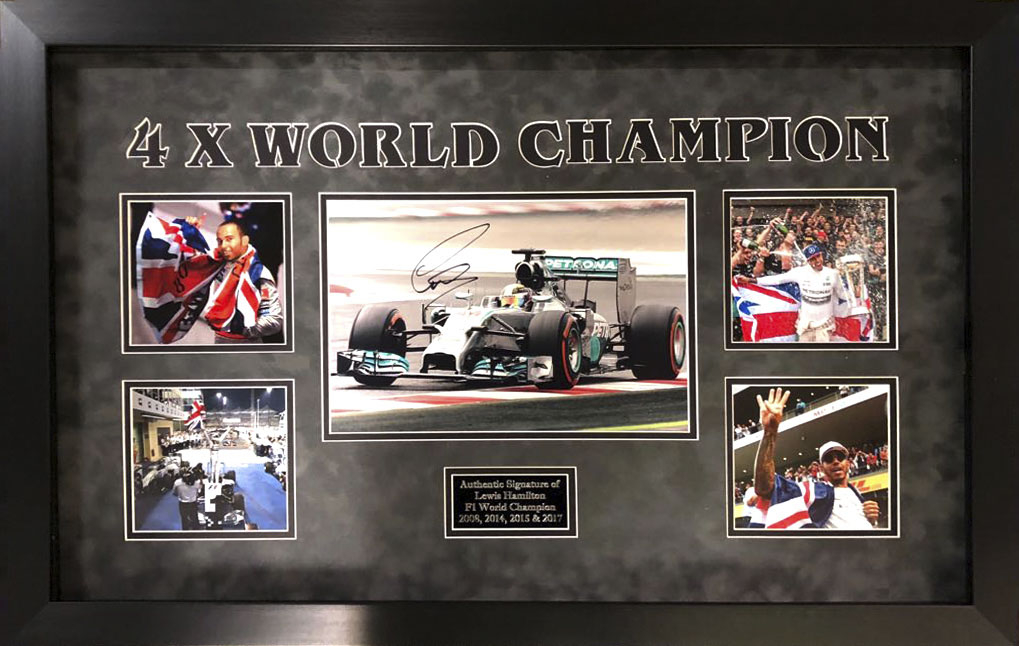 4 X WORLD CHAMPION
PETRONAS
Authentic Signature of
Lewis Hamilton
F1 World Champion
2008, 2014, 2015 & 2017